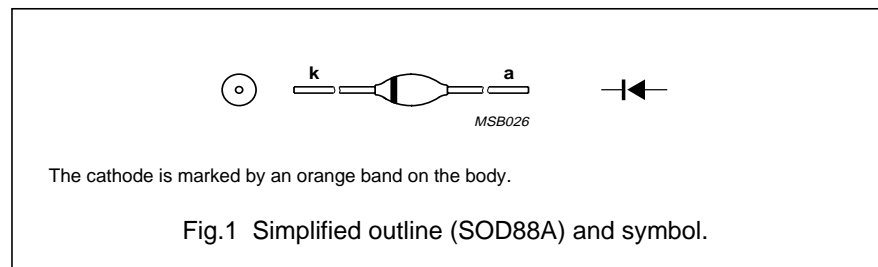 k a
MSB026
The cathode is marked by an orange band on the body.
Fig.1 Simplified outline (SOD88A) and symbol.